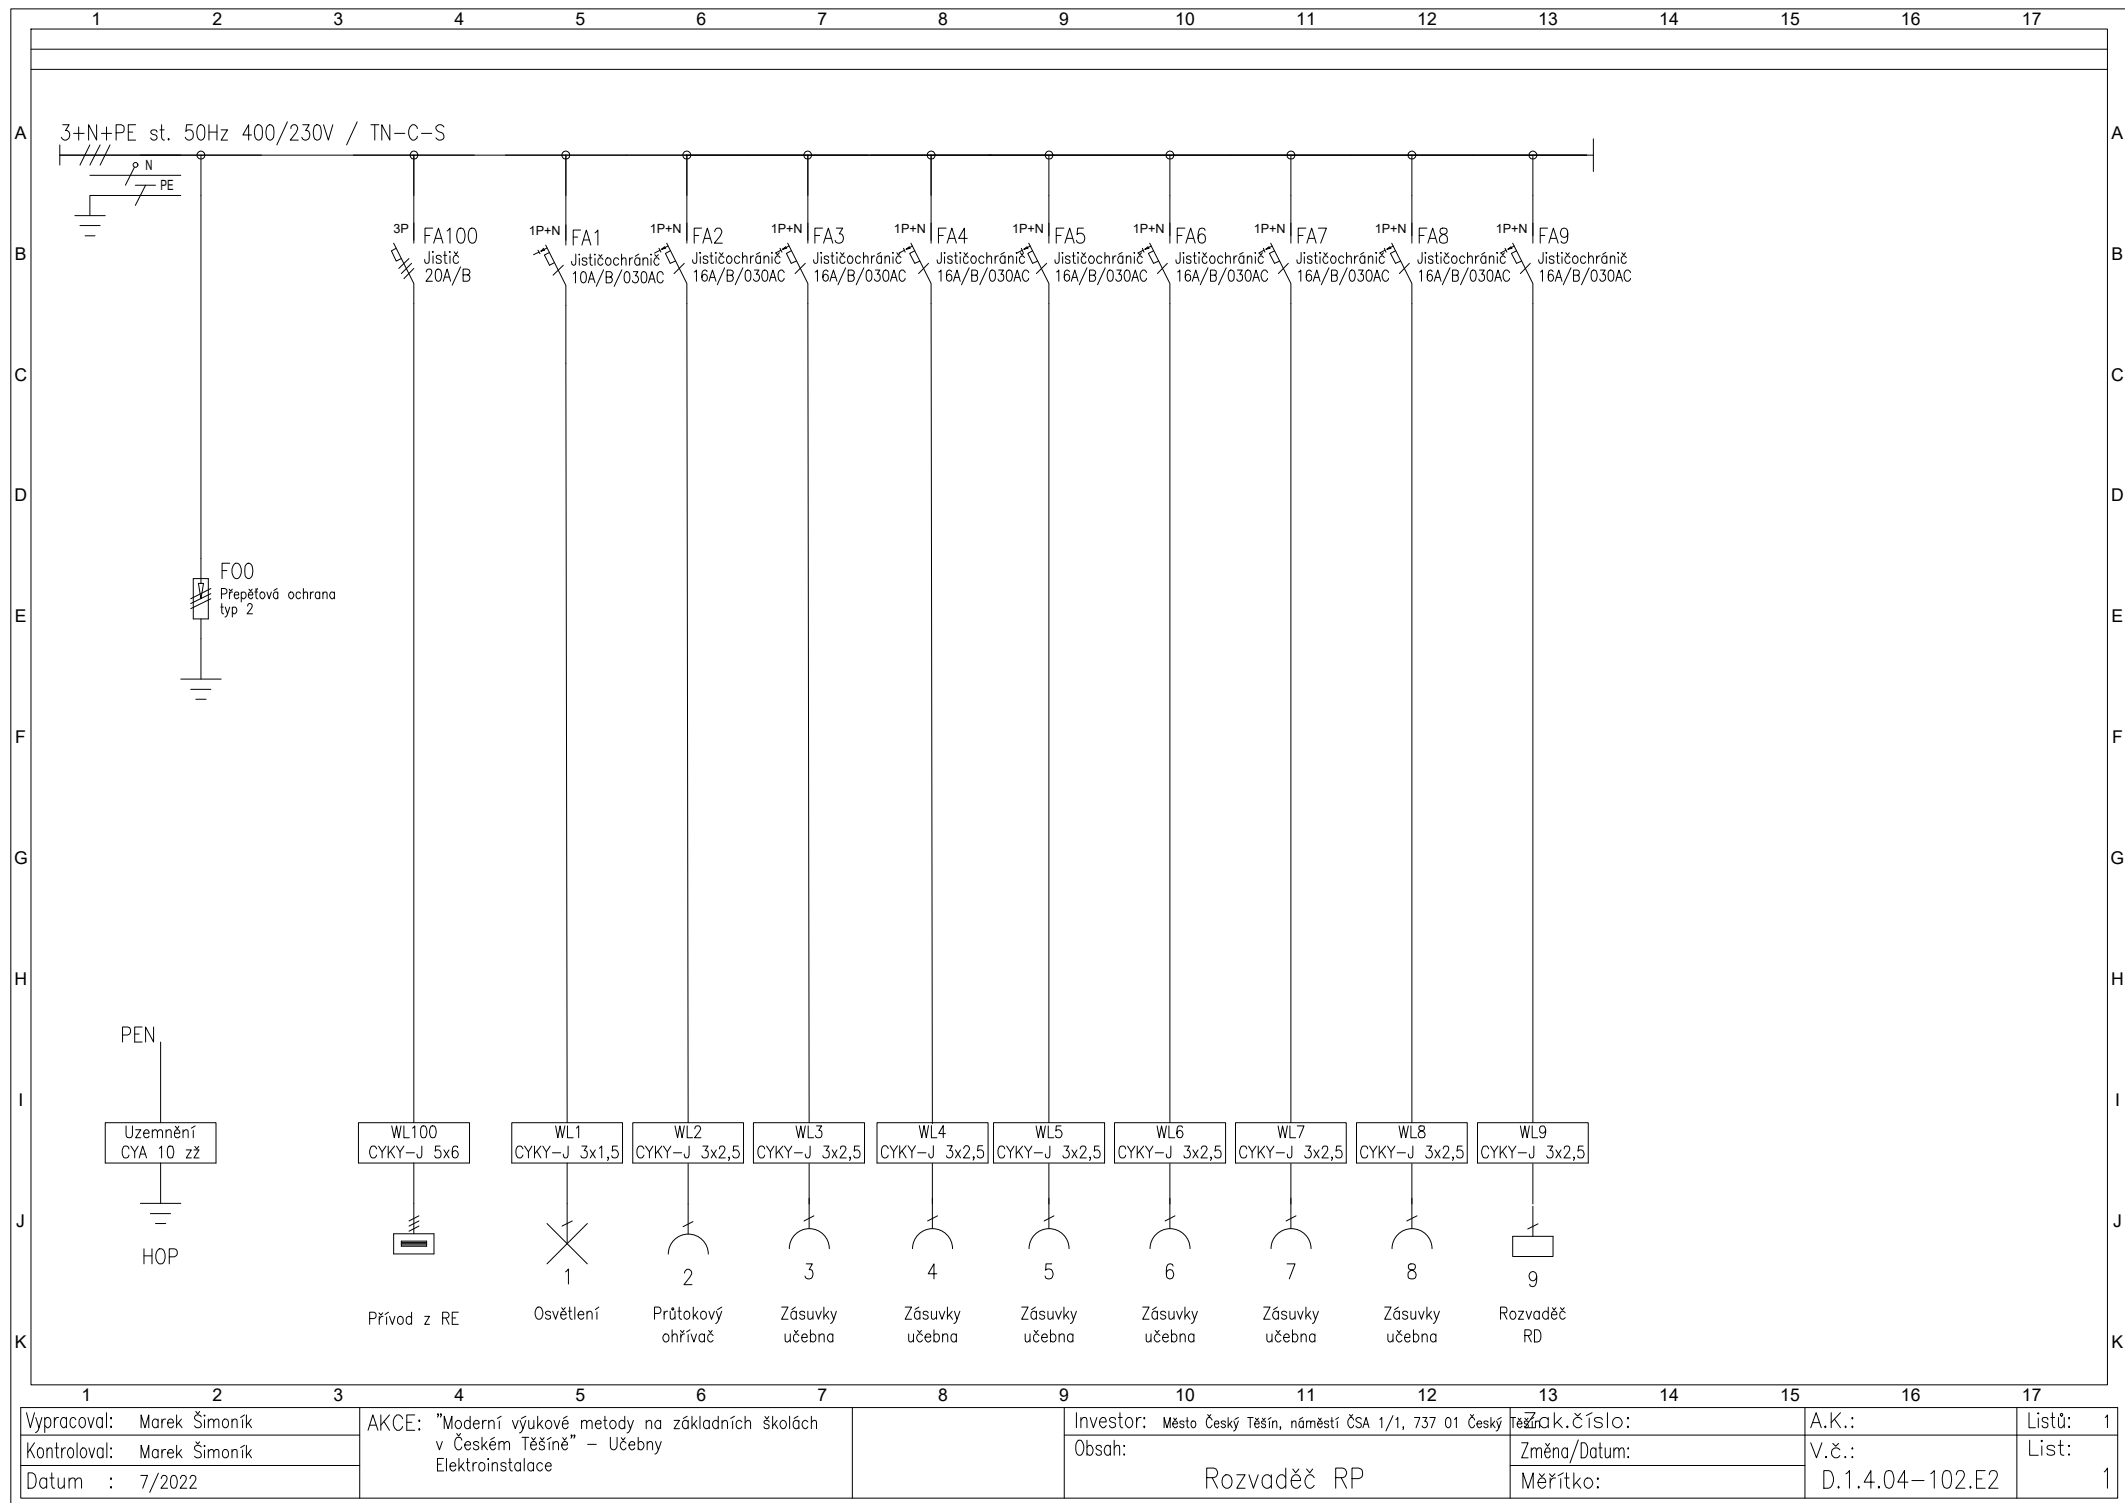 1 2 3 4 5 6 7 8 9 10 11 12 13 14 15 16 17
A 3+N+PE st. 50Hz 400/230V / TN-C-S A
N
PE
3P FA100 1P+N FA1 1P+N FA2 1P+N FA3 1P+N FA4 1P+N FA5 1P+N FA6 1P+N FA7 1P+N FA8 1P+N FA9
B Jistič Jističochránič Jističochránič Jističochránič Jističochránič Jističochránič Jističochránič Jističochránič Jističochránič Jističochránič B
20A/B 10A/B/030AC 16A/B/030AC 16A/B/030AC 16A/B/030AC 16A/B/030AC 16A/B/030AC 16A/B/030AC 16A/B/030AC 16A/B/030AC
C C
D D
F00
Přepěťová ochrana
typ 2
E E
F F
G G
H H
PEN
I I
Uzemnění WL100 WL1 WL2 WL3 WL4 WL5 WL6 WL7 WL8 WL9
CYA 10 zž CYKY-J 5x6 CYKY-J 3x1,5 CYKY-J 3x2,5 CYKY-J 3x2,5 CYKY-J 3x2,5 CYKY-J 3x2,5 CYKY-J 3x2,5 CYKY-J 3x2,5 CYKY-J 3x2,5 CYKY-J 3x2,5
J J
HOP
1 2 3 4 5 6 7 8 9
Přívod z RE Osvětlení Průtokový Zásuvky Zásuvky Zásuvky Zásuvky Zásuvky Zásuvky Rozvaděč
ohřívač učebna učebna učebna učebna učebna učebna RD
K K
1 2 3 4 5 6 7 8 9 10 11 12 13 14 15 16 17
Vypracoval: Marek Šimoník
Kontroloval: Marek Šimoník
Datum : 7/2022
AKCE: "Moderní výukové metody na základních školách
v Českém Těšíně" – Učebny
Elektroinstalace
Investor: Město Český Těšín, náměstí ČSA 1/1, 737 01 Český Těšín
Obsah:
Rozvaděč RP
Zak.číslo:
Změna/Datum:
Měřítko:
A.K.:
V.č.:
D.1.4.04-102.E2
Listů: 1
List:
1